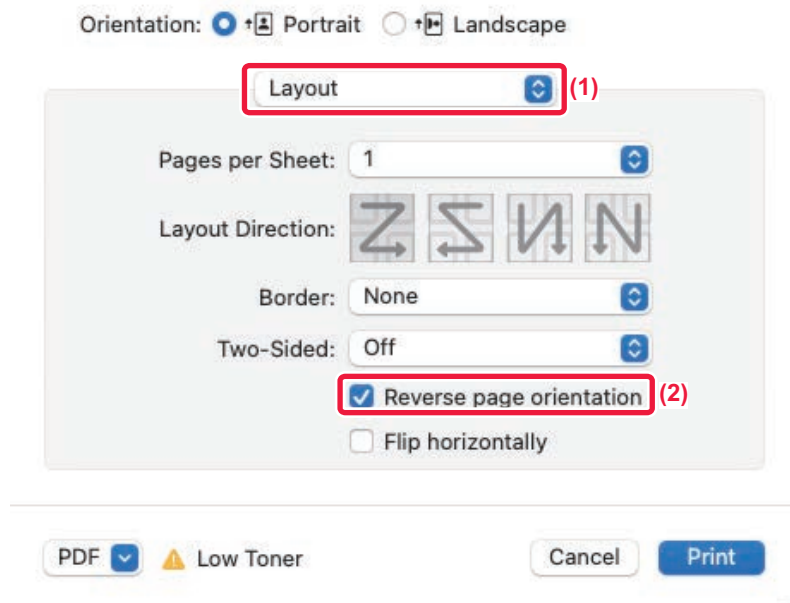 Orientation: Portrait Landscape
Layout (1)
Pages per Sheet: 1
Layout Direction:
Border: None
Two-Sided: Off
Reverse page orientation (2)
Flip horizontally
PDF Low Toner Cancel Print